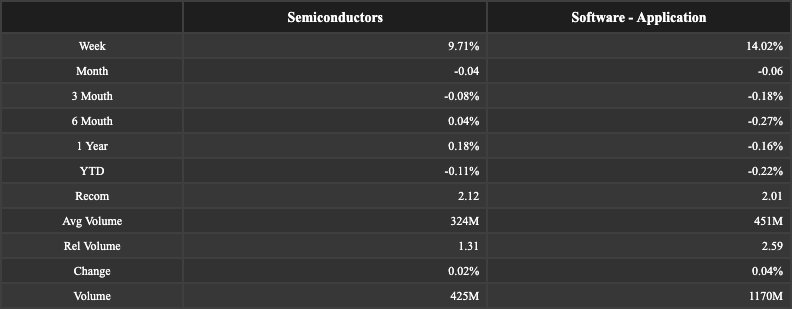 Semiconductors Software - Application
Week 9.71% 14.02%
Month -0.04 -0.06
3 Mouth -0.08% -0.18%
6 Mouth 0.04% -0.27%
1 Year 0.18% -0.16%
YTD -0.11% -0.22%
Recom 2.12 2.01
Avg Volume 324M 451M
Rel Volume 1.31 2.59
Change 0.02% 0.04%
Volume 425M 1170M